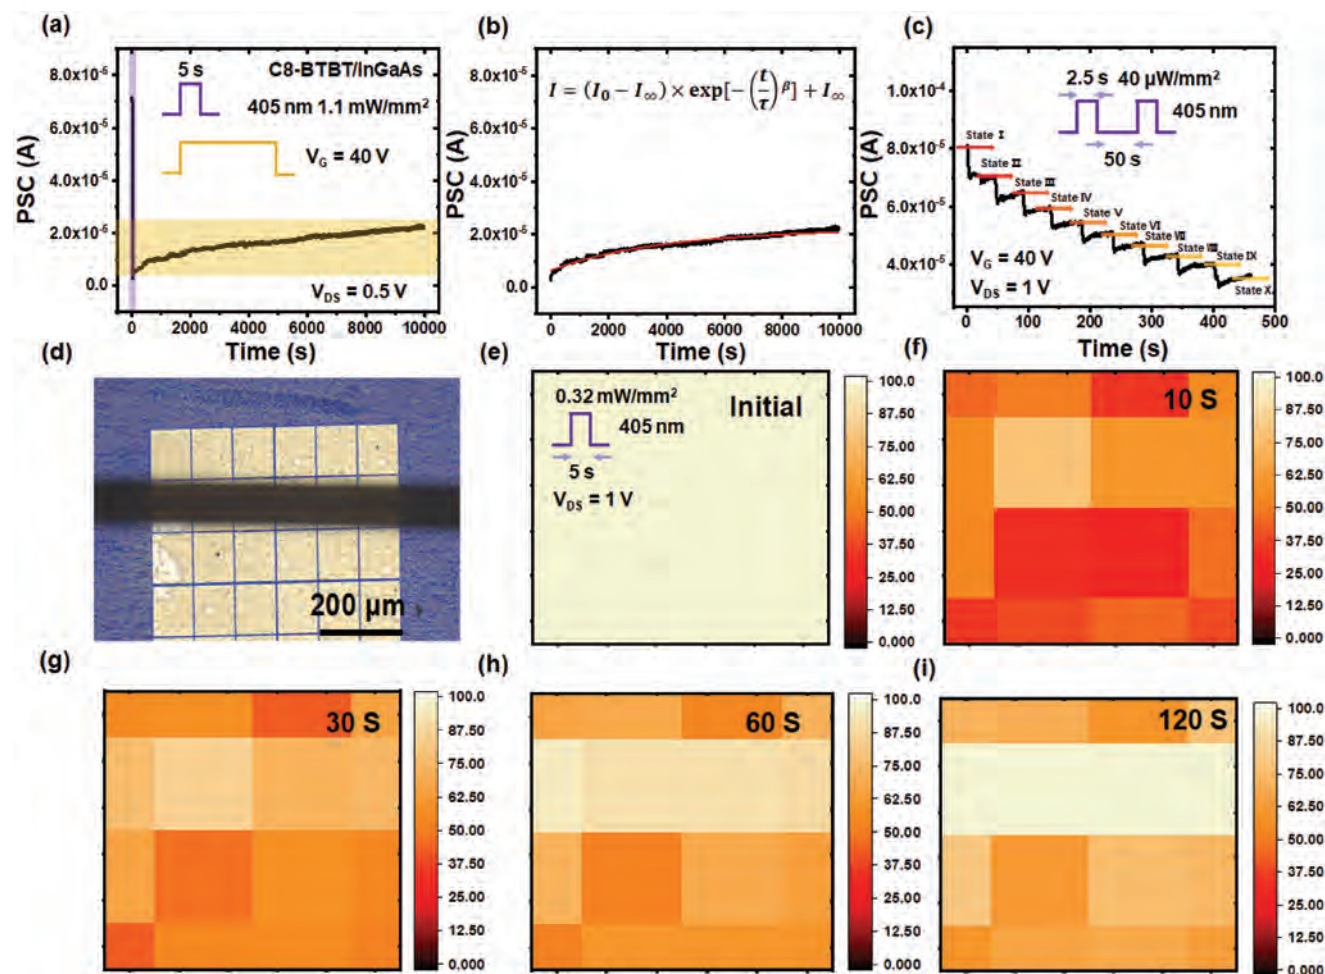 (a)
8.0x10⁻⁵
6.0x10⁻⁵
4.0x10⁻⁵
2.0x10⁻⁵
0.0
PSC (A)
5 s
C8-BTBT/InGaAs
405 nm 1.1 mW/mm²
V_G = 40 V
V_DS = 0.5 V
0 2000 4000 6000 8000 10000
Time (s)
(b)
8.0x10⁻⁵
6.0x10⁻⁵
4.0x10⁻⁵
2.0x10⁻⁵
0.0
PSC (A)
I = (I₀ − I∞) × exp[−(t/τ)^β] + I∞
0 2000 4000 6000 8000 10000
Time (s)
(c)
1.0x10⁻⁴
8.0x10⁻⁵
6.0x10⁻⁵
4.0x10⁻⁵
PSC (A)
2.5 s 40 µW/mm²
405 nm
50 s
State I
State II
State III
State IV
State V
State VI
State VII
State VIII
State IX
State X
V_G = 40 V
V_DS = 1 V
0 100 200 300 400 500
Time (s)
(d)
200 µm
(e)
0.32 mW/mm²
405 nm
5 s
V_DS = 1 V
Initial
100.0
87.50
75.00
62.50
50.00
37.50
25.00
12.50
0.000
(f)
10 S
100.0
87.50
75.00
62.50
50.00
37.50
25.00
12.50
0.000
(g)
30 S
100.0
87.50
75.00
62.50
50.00
37.50
25.00
12.50
0.000
(h)
60 S
100.0
87.50
75.00
62.50
50.00
37.50
25.00
12.50
0.000
(i)
120 S
100.0
87.50
75.00
62.50
50.00
37.50
25.00
12.50
0.000